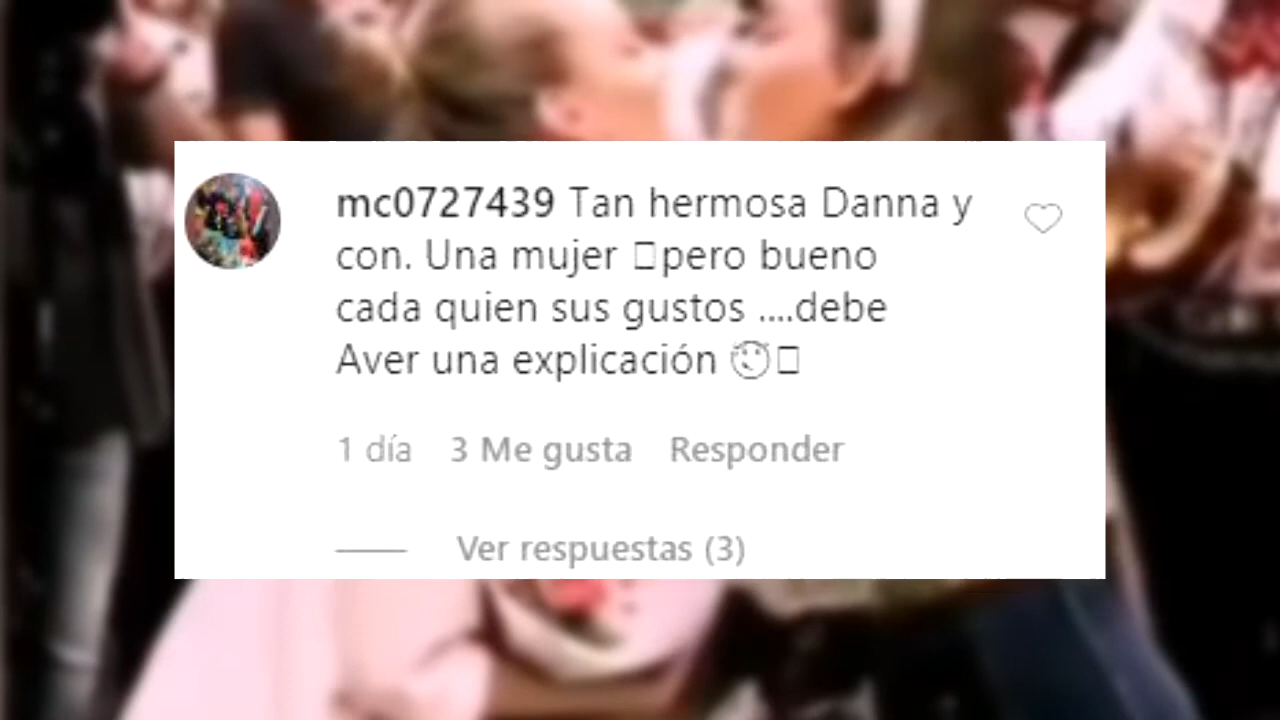 mc0727439 Tan hermosa Danna y
con. Una mujer □pero bueno
cada quien sus gustos ....debe
Aver una explicación 😇□
1 día 3 Me gusta Responder
Ver respuestas (3)